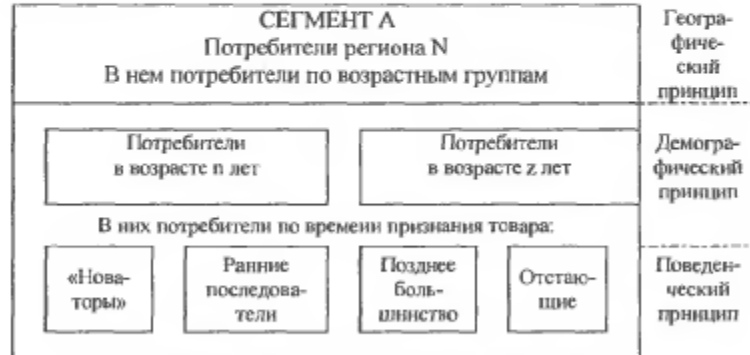 СЕГМЕНТ А
Потребители региона N
В нем потребители по возрастным группам
Геогра-
фиче-
ский
принцип
Потребители
в возрасте n лет
Потребители
в возрасте z лет
Демогра-
фический
принцип
В них потребители по времени признания товара:
«Нова-
торы»
Ранние
последова-
тели
Позднее
боль-
шинство
Отстаю-
щие
Поведен-
ческий
принцип